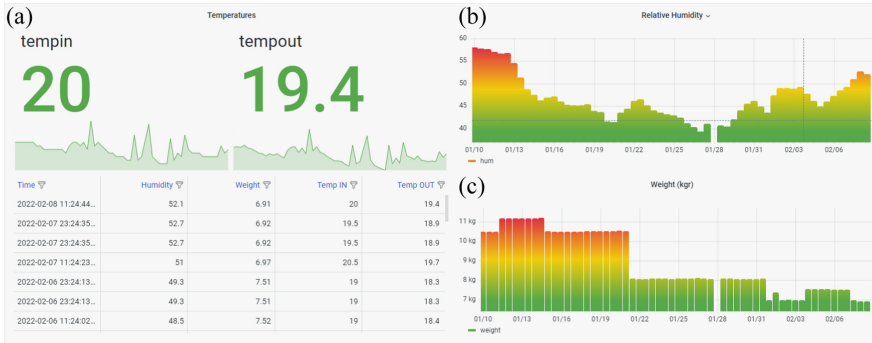 (a)
Temperatures
tempin
tempout
20
19.4
Time Humidity Weight Temp IN Temp OUT
2022-02-08 11:24:44... 52.1 6.91 20 19.4
2022-02-07 23:24:35... 52.7 6.92 19.5 18.9
2022-02-07 23:24:35... 52.7 6.92 19.5 18.9
2022-02-07 11:24:23... 51 6.97 20.5 19.7
2022-02-06 23:24:13... 49.3 7.51 19 18.3
2022-02-06 23:24:13... 49.3 7.51 19 18.3
2022-02-06 11:24:02... 48.5 7.52 19 18.4
(b)
Relative Humidity
60
55
50
45
40
01/10 01/13 01/16 01/19 01/22 01/25 01/28 01/31 02/03 02/06
hum
(c)
Weight (kgr)
11 kg
10 kg
9 kg
8 kg
7 kg
01/10 01/13 01/16 01/19 01/22 01/25 01/28 01/31 02/03 02/06
weight